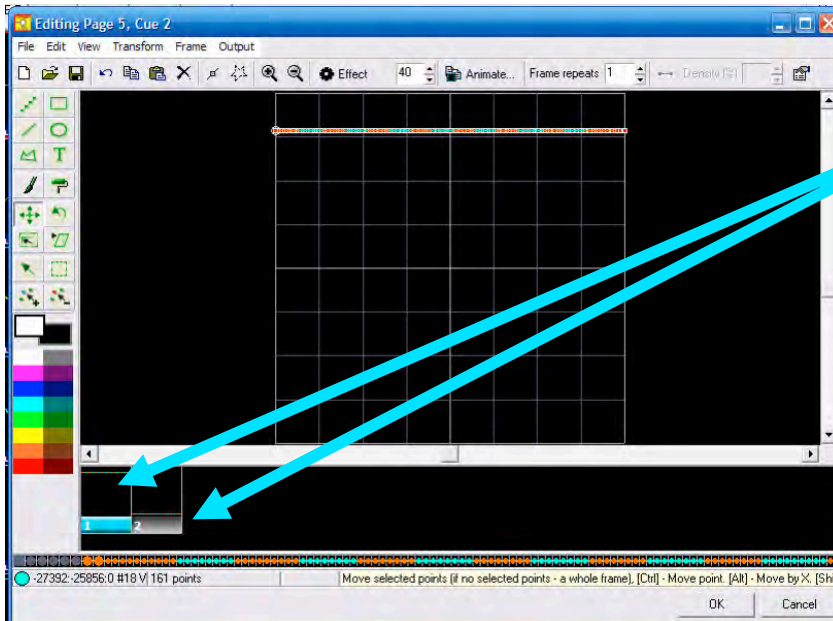 Editing Page 5, Cue 2
File Edit View Transform Frame Output
Effect 40 Animate... Frame repeats 1 Density (%)
T
1 2
-27392:-25856:0 #18 V 161 points Move selected points (if no selected points - a whole frame), [Ctrl] - Move point. [Alt] - Move by X. [Shi
OK Cancel